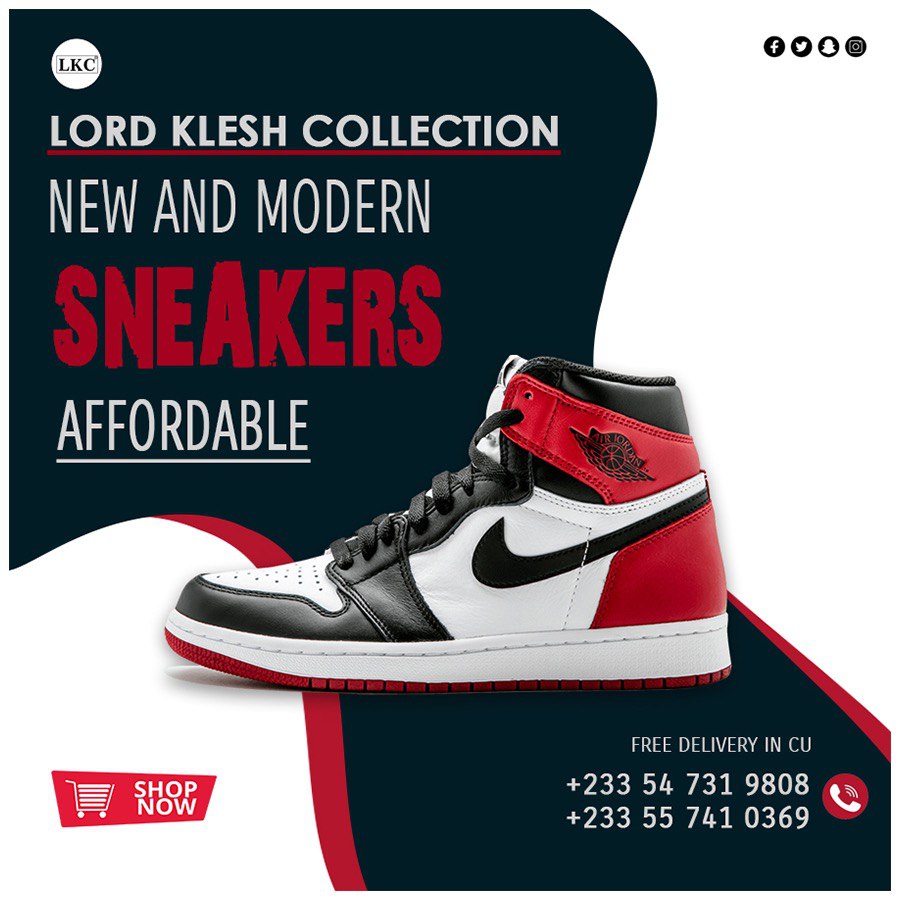 LKC
LORD KLESH COLLECTION
NEW AND MODERN
SNEAKERS
AFFORDABLE
AIR JORDAN
FREE DELIVERY IN CU
+233 54 731 9808
+233 55 741 0369
SHOP
NOW